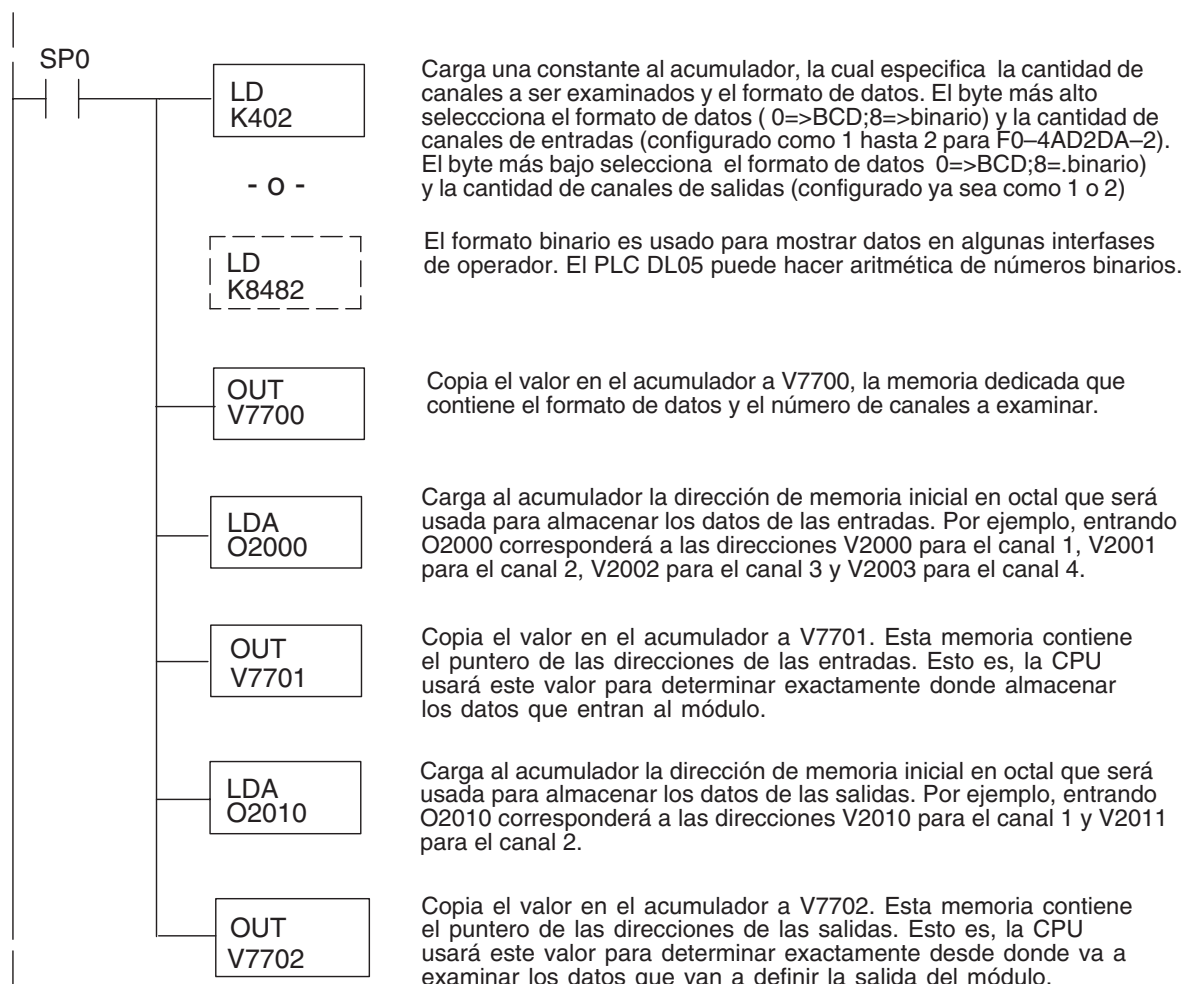 SP0
LD
K402
Carga una constante al acumulador, la cual especifica la cantidad de
canales a ser examinados y el formato de datos. El byte más alto
seleccciona el formato de datos ( 0=>BCD;8=>binario) y la cantidad de
canales de entradas (configurado como 1 hasta 2 para F0–4AD2DA–2).
El byte más bajo selecciona el formato de datos 0=>BCD;8=.binario)
y la cantidad de canales de salidas (configurado ya sea como 1 o 2)
- o -
LD
K8482
El formato binario es usado para mostrar datos en algunas interfases
de operador. El PLC DL05 puede hacer aritmética de números binarios.
OUT
V7700
Copia el valor en el acumulador a V7700, la memoria dedicada que
contiene el formato de datos y el número de canales a examinar.
LDA
O2000
Carga al acumulador la dirección de memoria inicial en octal que será
usada para almacenar los datos de las entradas. Por ejemplo, entrando
O2000 corresponderá a las direcciones V2000 para el canal 1, V2001
para el canal 2, V2002 para el canal 3 y V2003 para el canal 4.
OUT
V7701
Copia el valor en el acumulador a V7701. Esta memoria contiene
el puntero de las direcciones de las entradas. Esto es, la CPU
usará este valor para determinar exactamente donde almacenar
los datos que entran al módulo.
LDA
O2010
Carga al acumulador la dirección de memoria inicial en octal que será
usada para almacenar los datos de las salidas. Por ejemplo, entrando
O2010 corresponderá a las direcciones V2010 para el canal 1 y V2011
para el canal 2.
OUT
V7702
Copia el valor en el acumulador a V7702. Esta memoria contiene
el puntero de las direcciones de las salidas. Esto es, la CPU
usará este valor para determinar exactamente desde donde va a
examinar los datos que van a definir la salida del módulo.